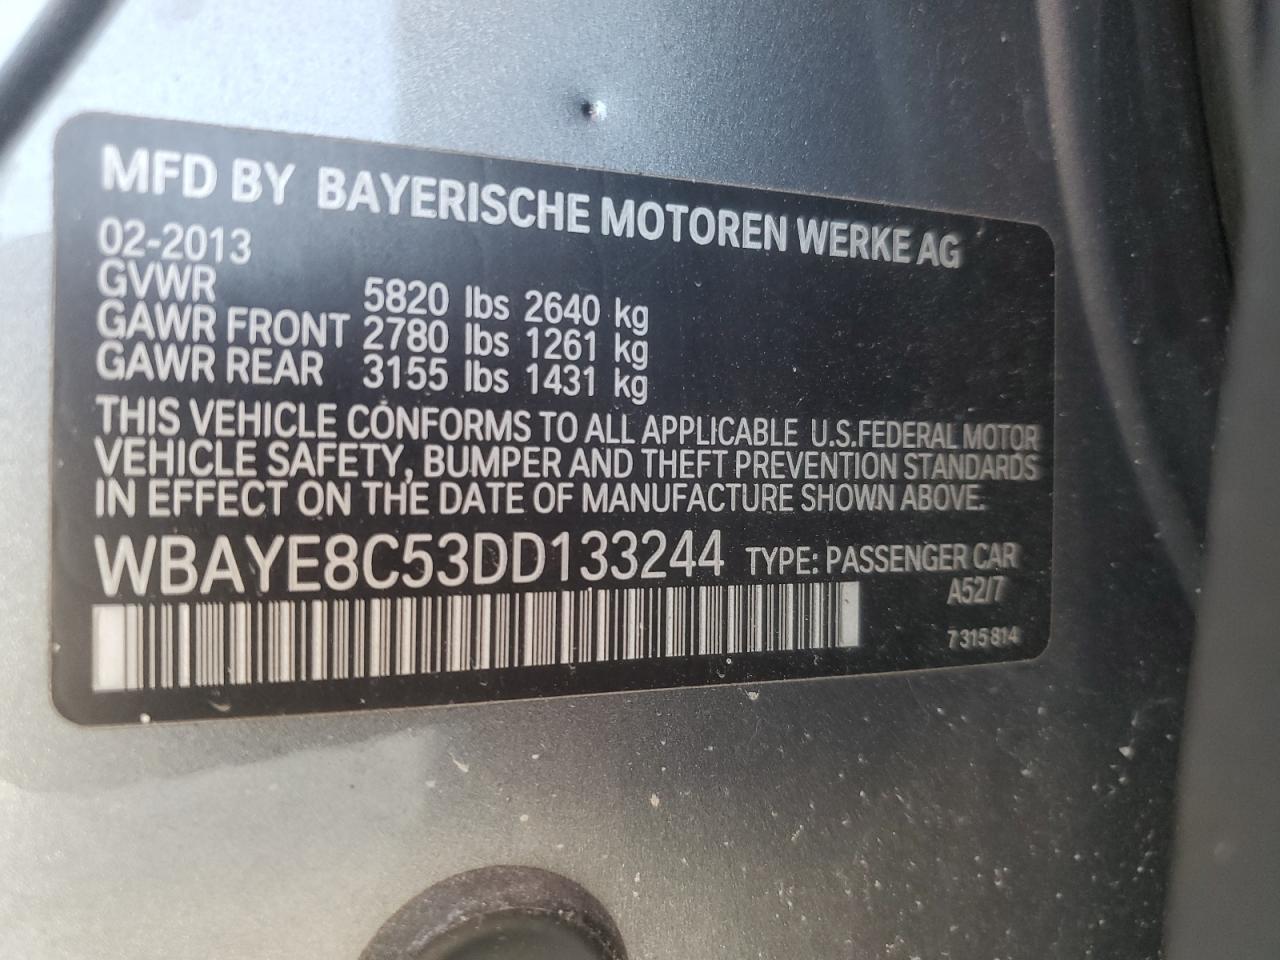 MFD BY BAYERISCHE MOTOREN WERKE AG
02-2013
GVWR 5820 lbs 2640 kg
GAWR FRONT 2780 lbs 1261 kg
GAWR REAR 3155 lbs 1431 kg
THIS VEHICLE CONFORMS TO ALL APPLICABLE U.S.FEDERAL MOTOR
VEHICLE SAFETY, BUMPER AND THEFT PREVENTION STANDARDS
IN EFFECT ON THE DATE OF MANUFACTURE SHOWN ABOVE.
WBAYE8C53DD133244 TYPE: PASSENGER CAR
A52/7
7 315 814